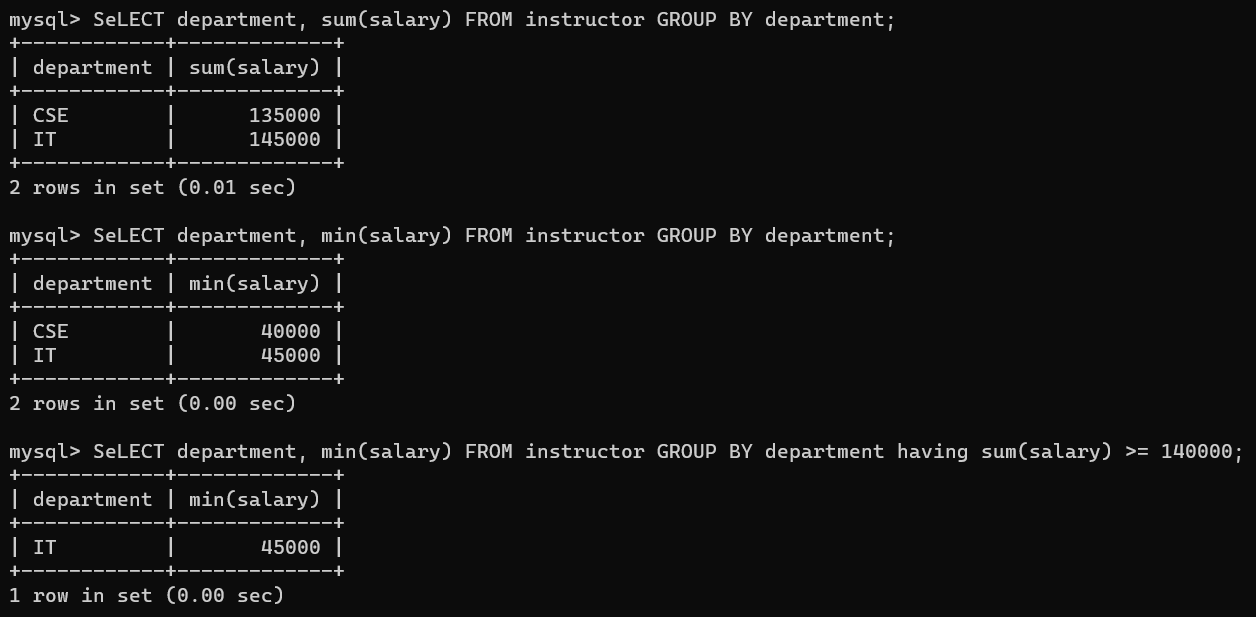 mysql> SeLECT department, sum(salary) FROM instructor GROUP BY department;
+------------+-------------+
| department | sum(salary) |
+------------+-------------+
| CSE        |      135000 |
| IT         |      145000 |
+------------+-------------+
2 rows in set (0.01 sec)
mysql> SeLECT department, min(salary) FROM instructor GROUP BY department;
+------------+-------------+
| department | min(salary) |
+------------+-------------+
| CSE        |       40000 |
| IT         |       45000 |
+------------+-------------+
2 rows in set (0.00 sec)
mysql> SeLECT department, min(salary) FROM instructor GROUP BY department having sum(salary) >= 140000;
+------------+-------------+
| department | min(salary) |
+------------+-------------+
| IT         |       45000 |
+------------+-------------+
1 row in set (0.00 sec)